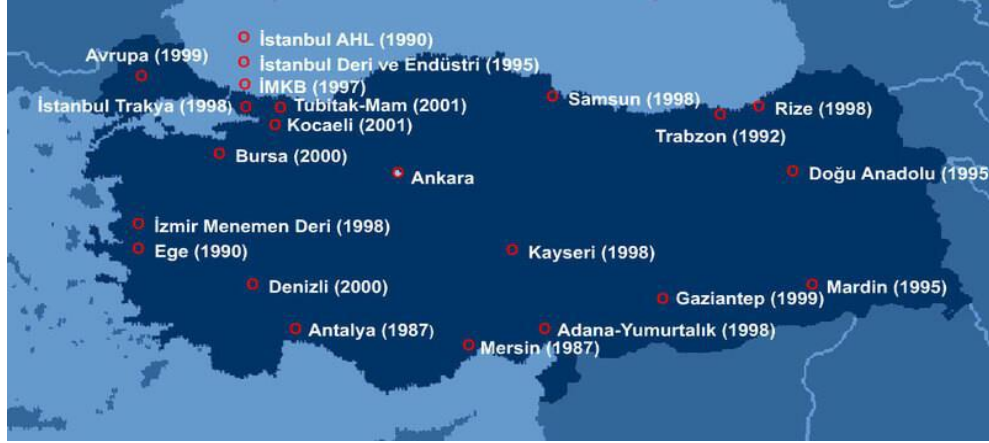 İstanbul AHL (1990)
Avrupa (1999)
İstanbul Deri ve Endüstri (1995)
İMKB (1997)
İstanbul Trakya (1998)
Tubitak-Mam (2001)
Samsun (1998)
Rize (1998)
Kocaeli (2001)
Trabzon (1992)
Bursa (2000)
Ankara
Doğu Anadolu (1995
İzmir Menemen Deri (1998)
Ege (1990)
Kayseri (1998)
Denizli (2000)
Gaziantep (1999)
Mardin (1995)
Antalya (1987)
Adana-Yumurtalık (1998)
Mersin (1987)